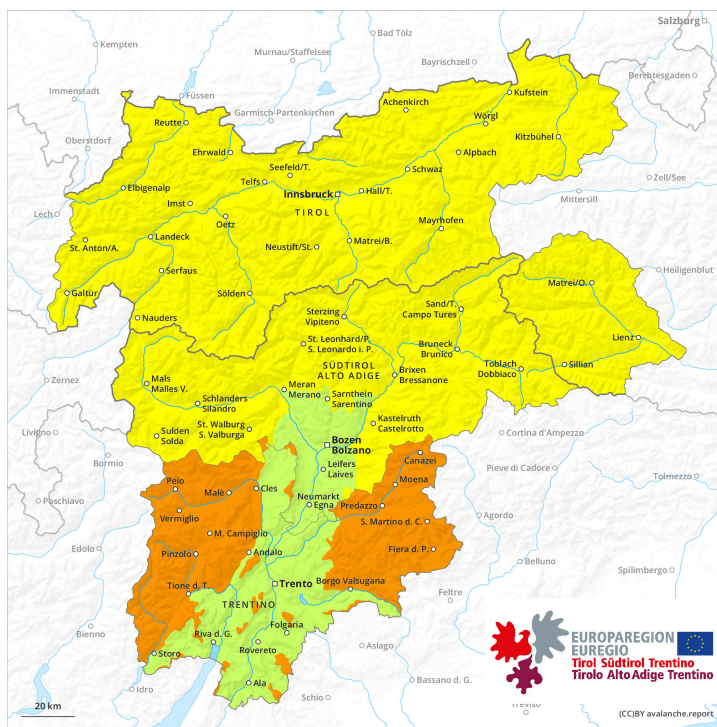 Salzburg
Bad Tölz
Kempten
Murnau/Staffelsee
Bayrischzell
Berchtesgaden
Immenstadt
Füssen
Kufstein
Achenkirch
Garmisch-Partenkirchen
Wörgl
Reutte
Kitzbühel
Oberstdorf
Ehrwald
Alpbach
Seefeld/T.
Schwaz
Zell/See
Telfs
Elbigenalp
Innsbruck
Hall/T.
Mittersill
Imst
TIROL
Lech
Oetz
Mayrhofen
Landeck
St. Anton/A.
Neustift/St.
Matrei/B.
Serfaus
Heiligenblut
Matrei/O.
Galtür
Sölden
Sand/T.
Campo Tures
Nauders
Sterzing
Vipiteno
Lienz
St. Leonhard/P.
S. Leonardo i. P.
Bruneck
Brunico
Toblach
Dobbiaco
Sillian
SÜDTIROL
ALTO ADIGE
Brixen
Bressanone
Zernez
Mals
Malles V.
Meran
Merano
Sarnthein
Sarentino
Schlanders
Silandro
Kastelruth
Castelrotto
St. Walburg
S. Valburga
Livigno
Sulden
Solda
Cortina d'Ampezzo
Bozen
Bolzano
Bormio
Canazei
Pieve di Cadore
Leifers
Laives
Tolmezzo
Peio
Moena
Poschiavo
Malè
Cles
Neumarkt
Egna
Predazzo
Agordo
Vermiglio
S. Martino d. C.
M. Campiglio
Edolo
Pinzolo
Andalo
Fiera d. P.
Belluno
Spilimbergo
Tione d. T.
Trento
Borgo Valsugana
Feltre
TRENTINO
Folgaria
Bienno
Riva d. G.
Storo
Rovereto
Asiago
EUROPAREGION
EUREGIO
Tirol Südtirol Trentino
Tirolo Alto Adige Trentino
Bassano d. G.
Ala
Idro
Schio
Treviso
20 km
(CC)BY avalanche.report